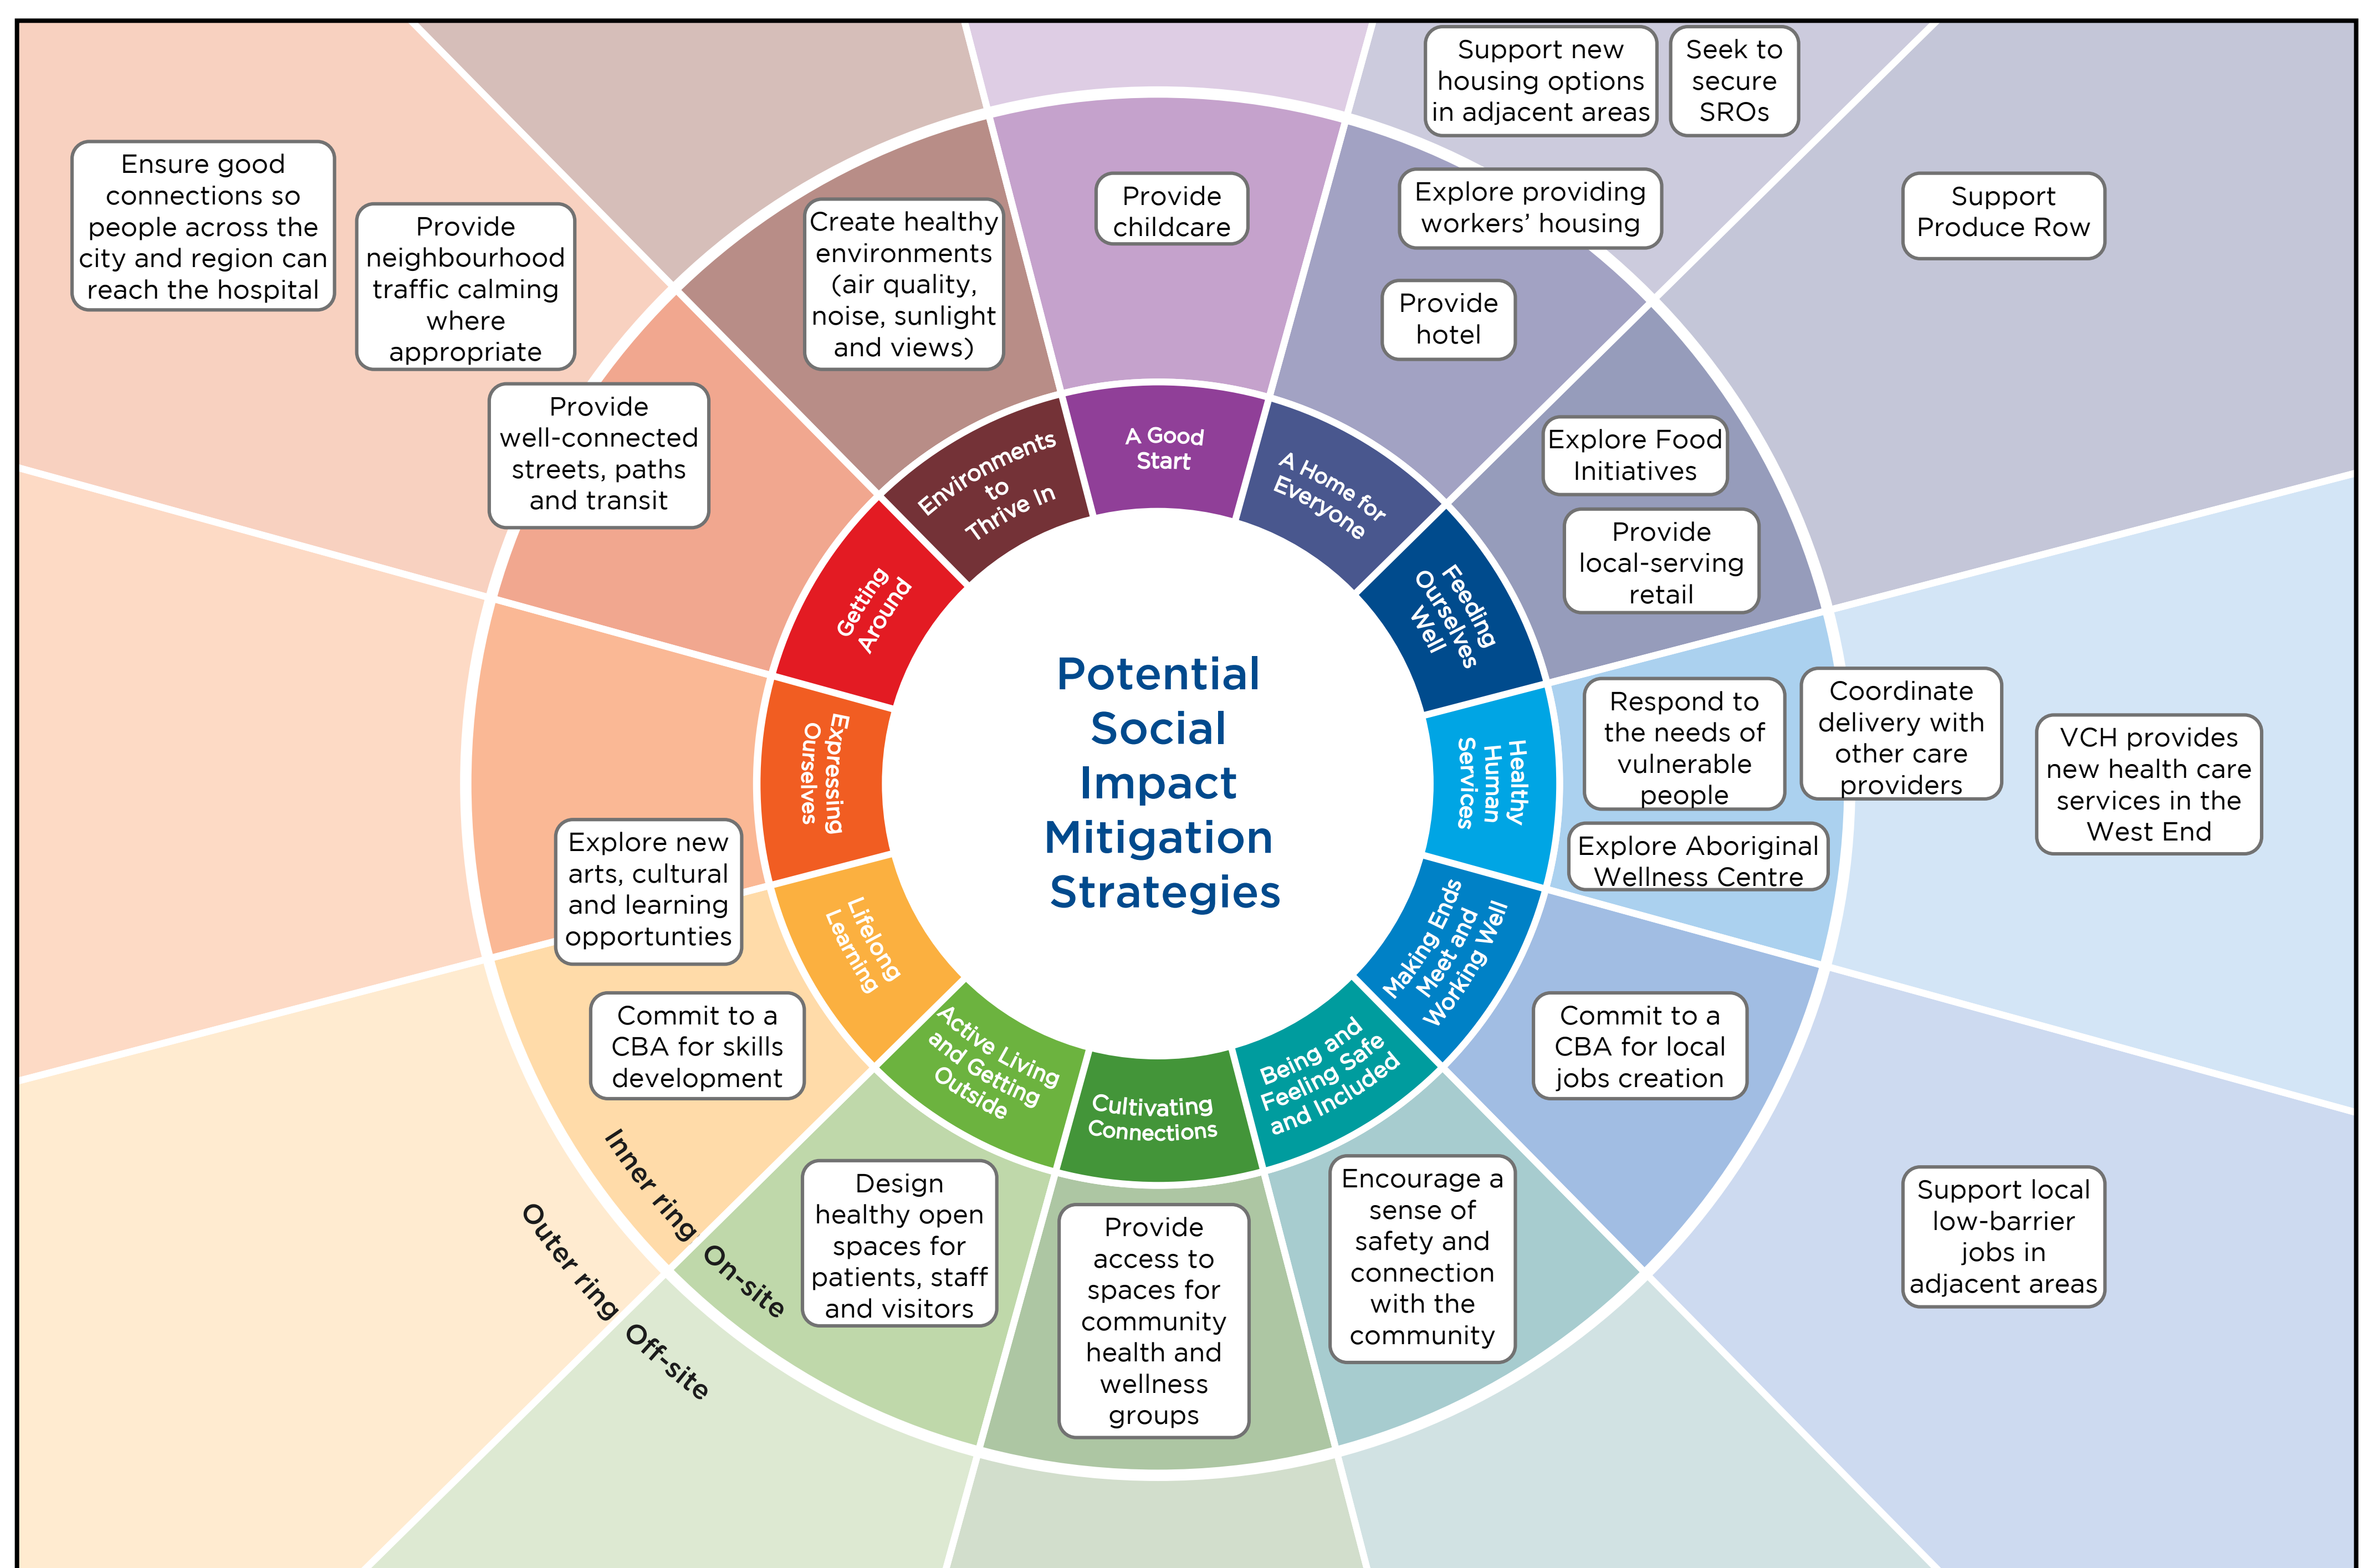 Support new
housing options
in adjacent areas
Seek to
secure
SROs
Ensure good
connections so
people across the
city and region can
reach the hospital
Provide
neighbourhood
traffic calming
where
appropriate
Create healthy
environments
(air quality,
noise, sunlight
and views)
Provide
childcare
Explore providing
workers’ housing
Support
Produce Row
Provide
hotel
Provide
well-connected
streets, paths
and transit
Explore Food
Initiatives
Provide
local-serving
retail
Environments
to
Thrive In
A Good
Start
A Home for
Everyone
Getting
Around
Feeding
Ourselves
Well
Potential
Social
Impact
Mitigation
Strategies
Expressing
Ourselves
Healthy
Human
Services
Respond to
the needs of
vulnerable
people
Coordinate
delivery with
other care
providers
VCH provides
new health care
services in the
West End
Explore Aboriginal
Wellness Centre
Explore new
arts, cultural
and learning
opportunties
Lifelong
Learning
Making Ends
Meet and
Working Well
Commit to a
CBA for skills
development
Active Living
and Getting
Outside
Cultivating
Connections
Being and
Feeling Safe
and Included
Commit to a
CBA for local
jobs creation
Inner ring
On-site
Outer ring
Off-site
Design
healthy open
spaces for
patients, staff
and visitors
Provide
access to
spaces for
community
health and
wellness
groups
Encourage a
sense of
safety and
connection
with the
community
Support local
low-barrier
jobs in
adjacent areas